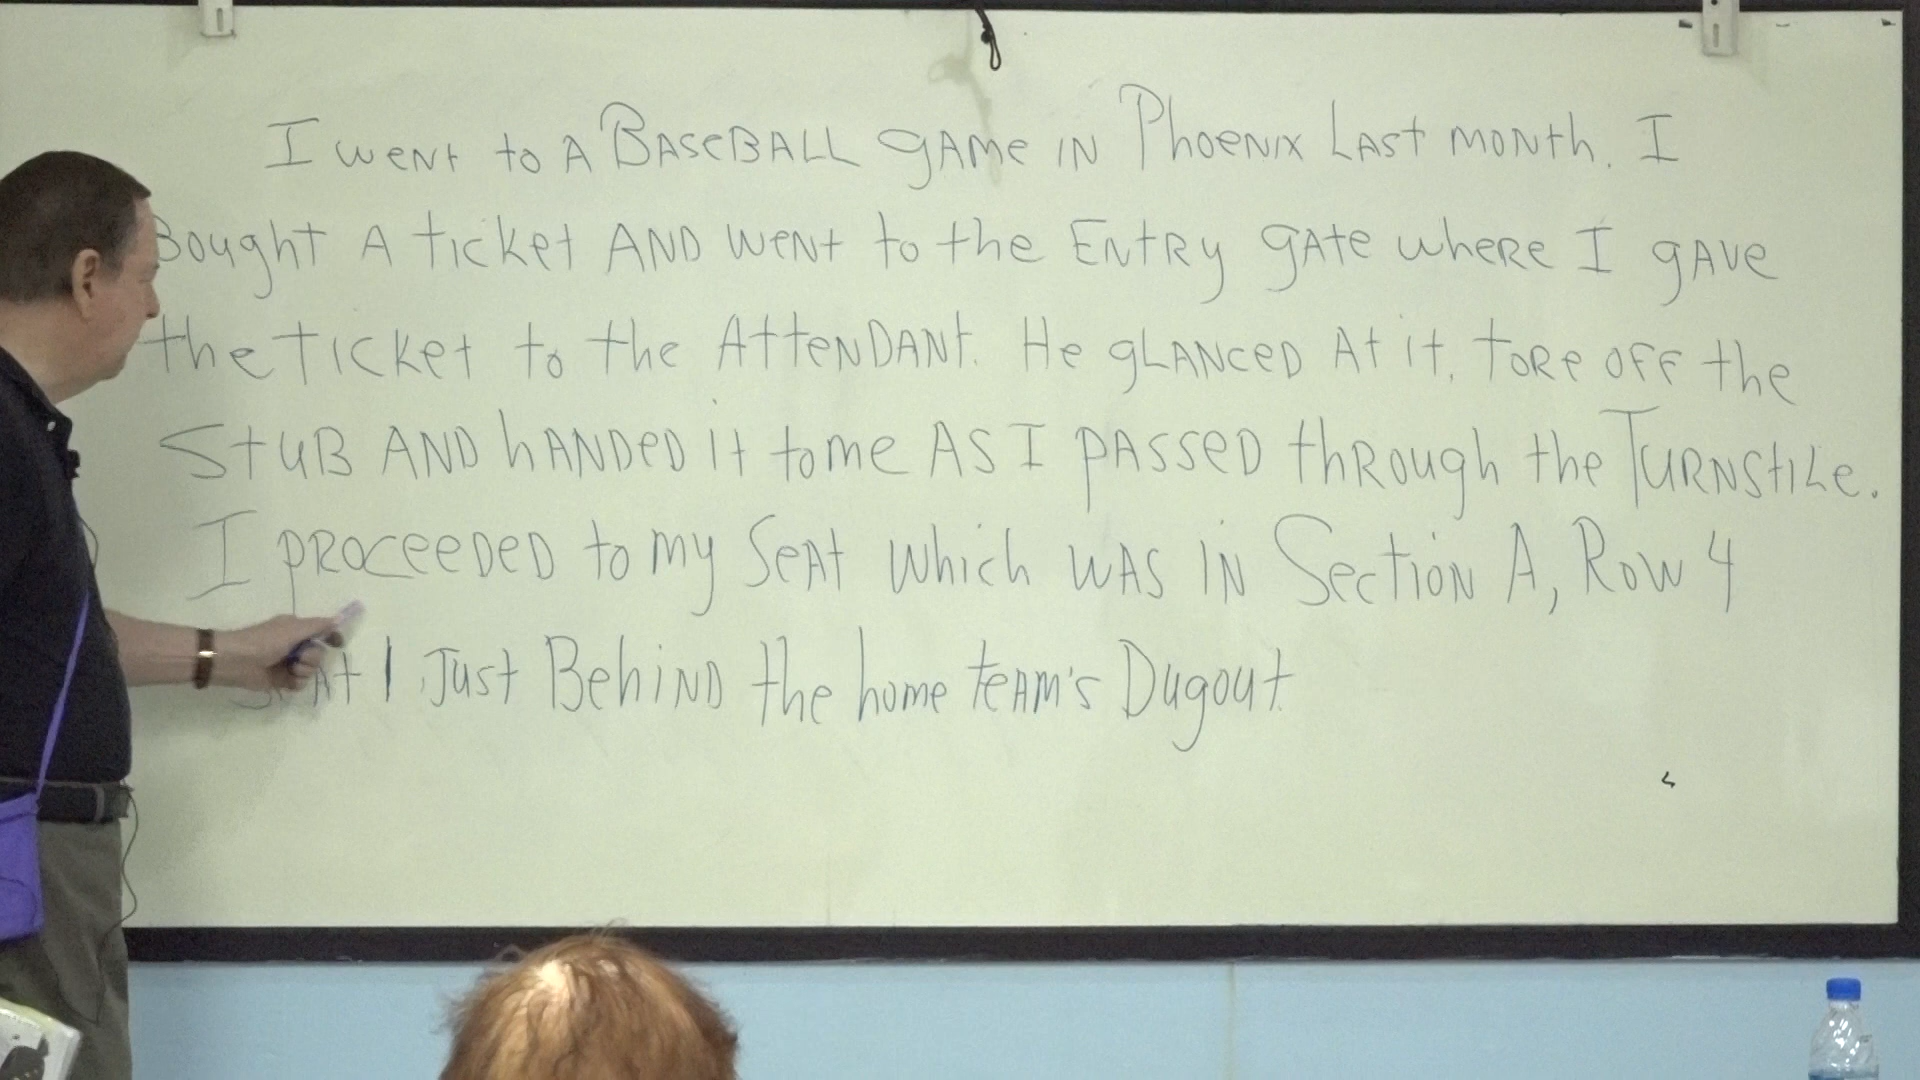 I went to A BASEBALL gAMe IN Phoenix LAst month. I
Bought A ticket AND went to the Entry gAte where I gAve
the ticket to the AttenDANt. He gLANceD At it, tore off the
StuB AND hANDeD it to me AS I pASSeD through the TurnstiLe.
I proceeDeD to my SeAt which WAS IN Section A, Row 4
SeAt 1 Just BehinD the home teAm's Dugout.